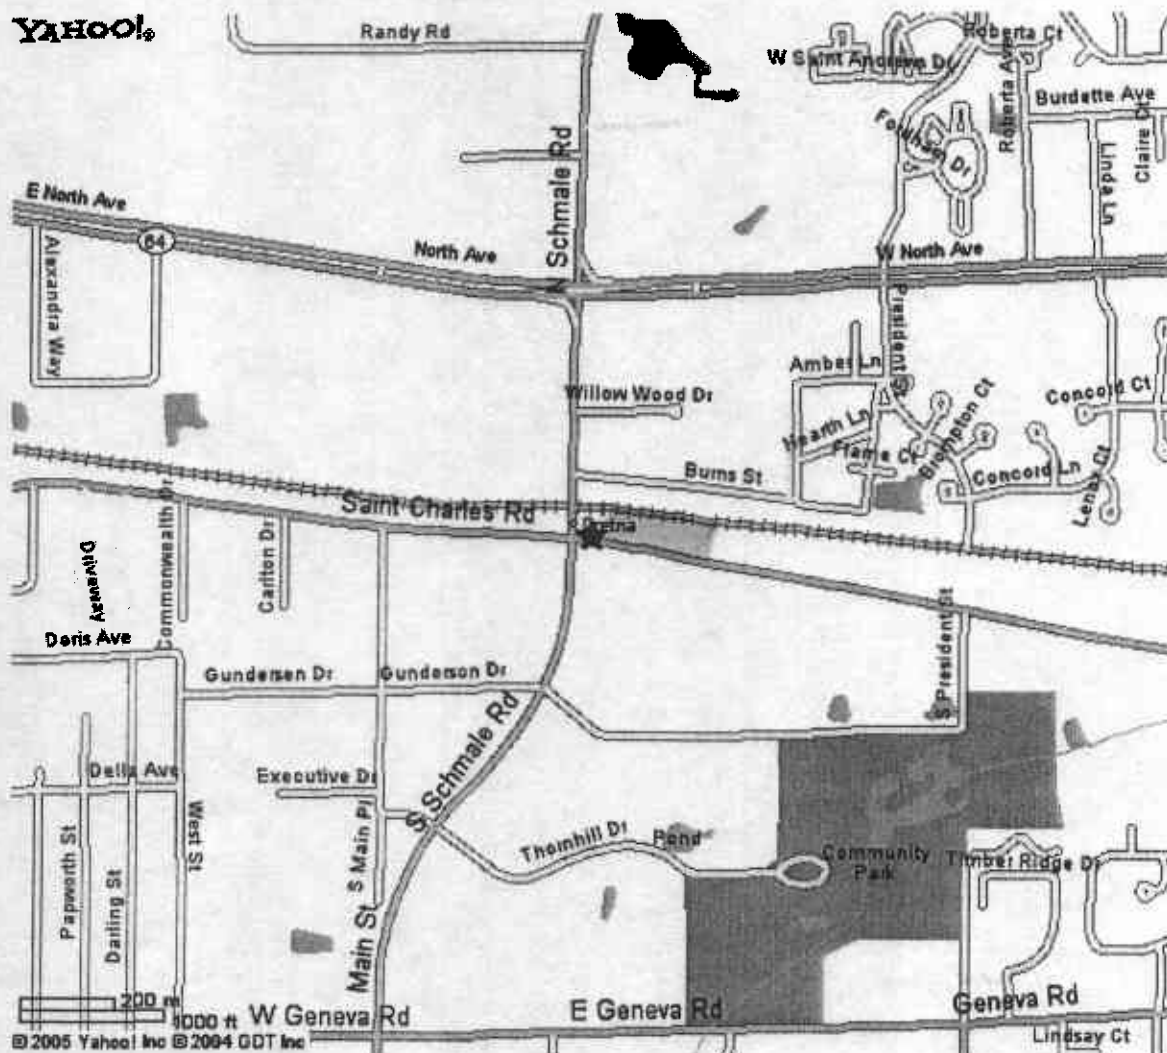 YAHOO!
Randy Rd
Roberta Ct
W Saint Andrews Dr
Burdette Ave
Roberta Ave
Fordham Dr
Claire Ct
Linda Ln
N Schmale Rd
E North Ave
64
North Ave
W North Ave
Alexandra Way
President St
Amber Ln
Willow Wood Dr
Concord Ct
Hearth Ln
Flame Ct
Brompton Ct
Burns St
Concord Ln
Lenox Ct
Saint Charles Rd
Gretna
Commonwealth Dr
Carlton Dr
Driveway
Doris Ave
S President St
Gundersen Dr
Gunderson Dr
S Schmale Rd
Della Ave
Executive Dr
West St
S Main Pl
Thornhill Dr
Pond
Community
Park
Timber Ridge Dr
Papworth St
Darling St
Main St
200 m
1000 ft
W Geneva Rd
E Geneva Rd
Geneva Rd
Lindsay Ct
© 2005 Yahoo! Inc © 2004 GDT Inc